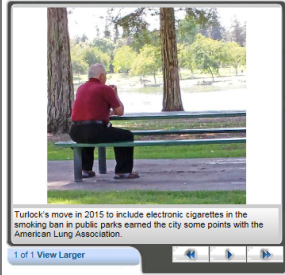 Turlock's move in 2015 to include electronic cigarettes in the
smoking ban in public parks earned the city some points with the
American Lung Association.
1 of 1 View Larger